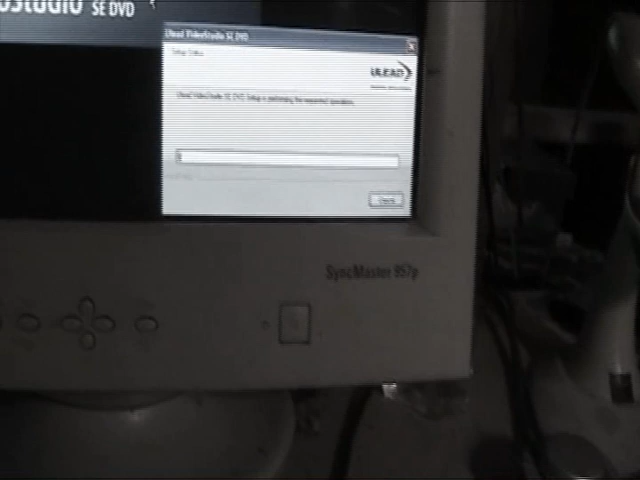 oStudio SE DVD
Ulead VideoStudio SE DVD
Setup Status
ULEAD
Ulead VideoStudio SE DVD Setup is performing the requested operations.
Cancel
SyncMaster 957p